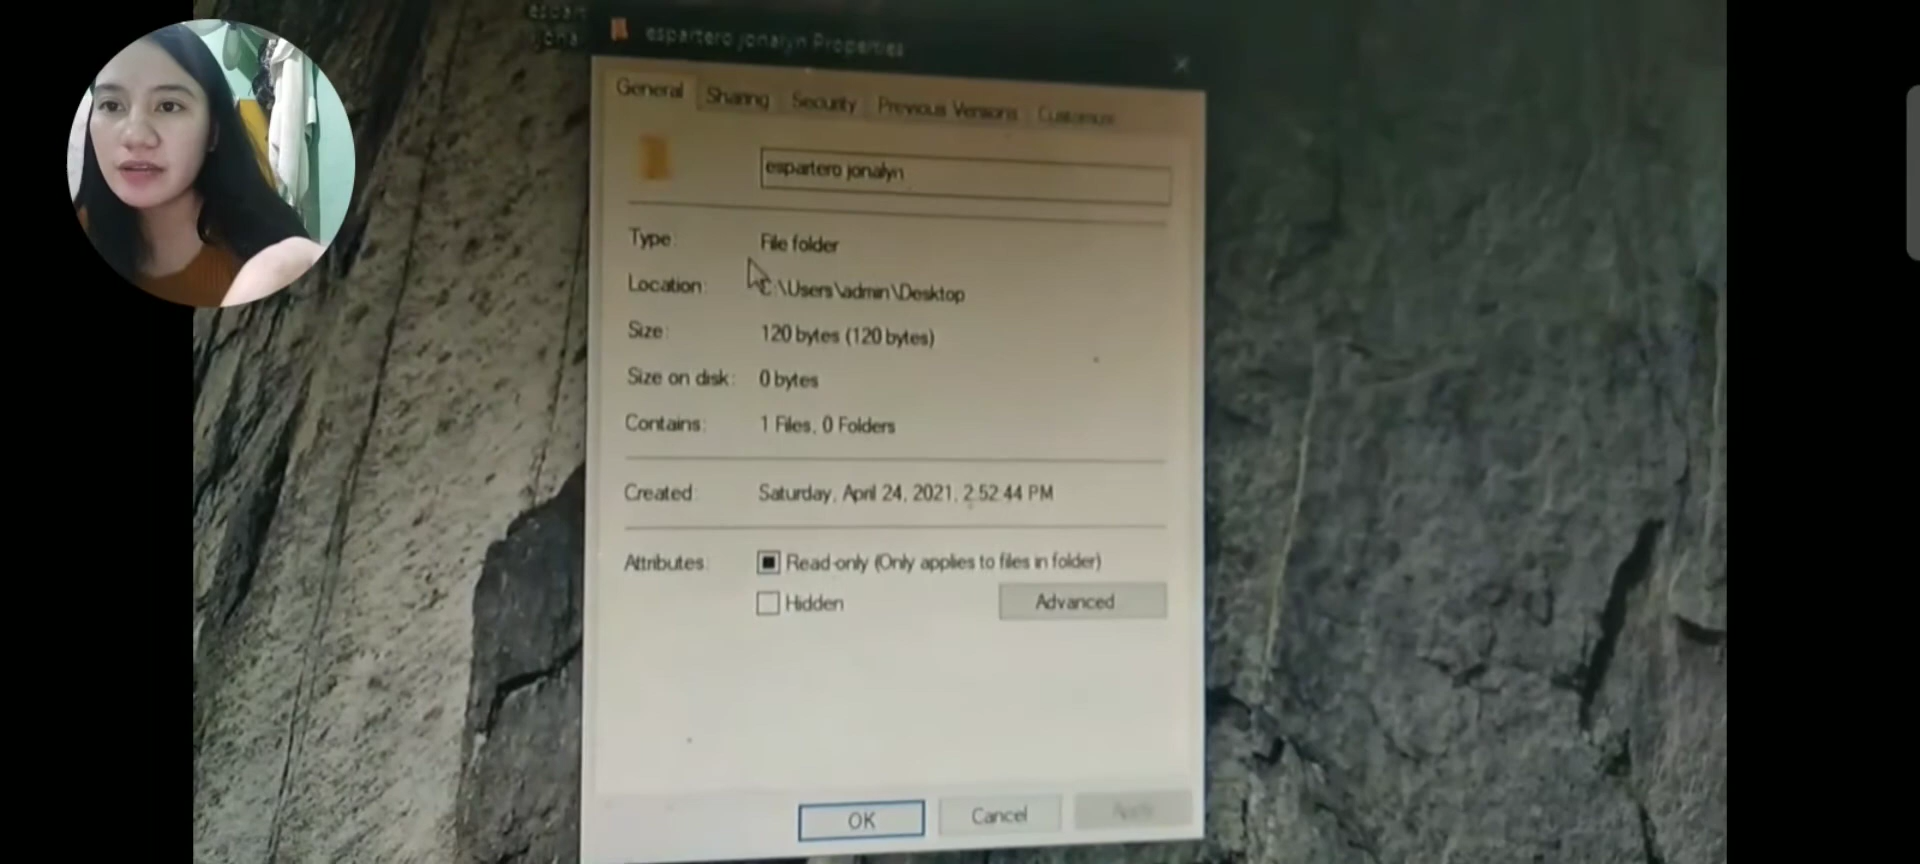 espartero jonalyn Properties
General Sharing Security Previous Versions Customize
espartero jonalyn
Type: File folder
Location: C:\Users\admin\Desktop
Size: 120 bytes (120 bytes)
Size on disk: 0 bytes
Contains: 1 Files, 0 Folders
Created: Saturday, April 24, 2021, 2:52:44 PM
Attributes: Read-only (Only applies to files in folder)
Hidden Advanced
OK Cancel Apply